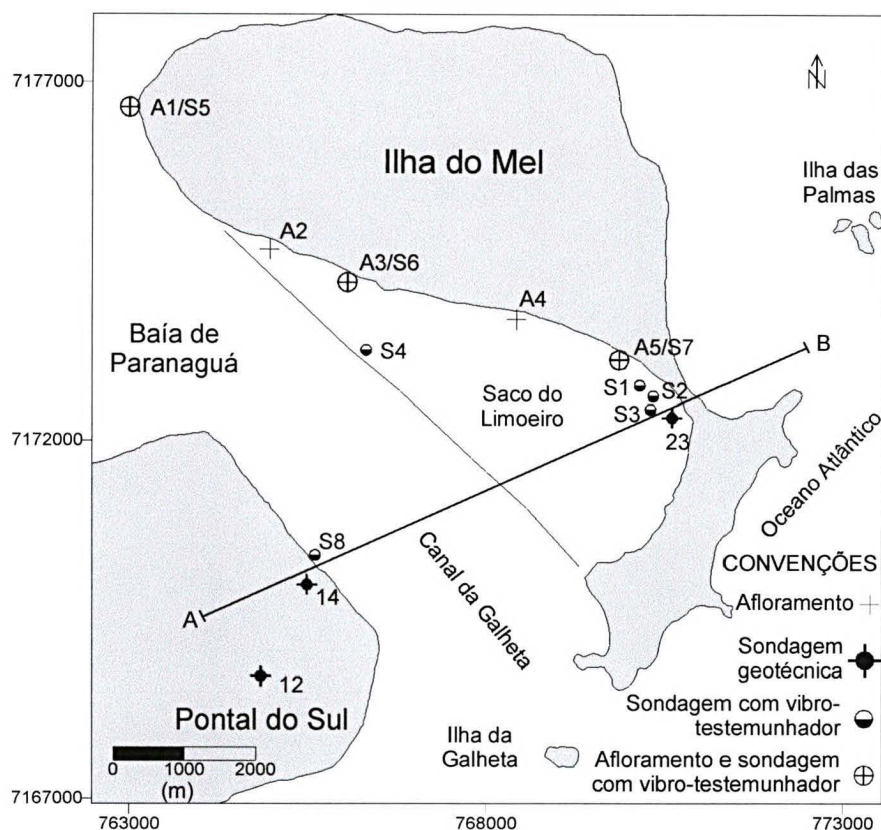 7177000
A1/S5
Ilha do Mel
N
Ilha das
Palmas
A2
A3/S6
A4
Baía de
Paranaguá
S4
A5/S7
B
S1
S2
Saco do
Limoeiro
S3
7172000
23
Oceano Atlântico
S8
Canal da Galheta
CONVENÇÕES
Afloramento
14
A
Sondagem
geotécnica
12
Pontal do Sul
Sondagem com vibro-
testemunhador
0 1000 2000
(m)
Ilha da
Galheta
Afloramento e sondagem
com vibro-testemunhador
7167000
763000 768000 773000